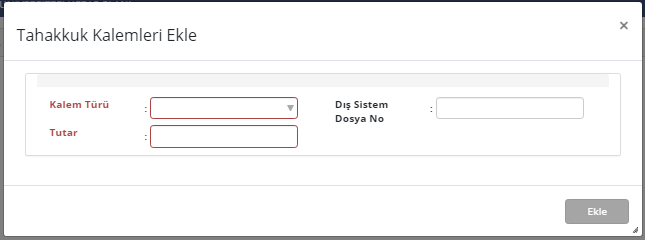 Tahakkuk Kalemleri Ekle
×
Kalem Türü :
Dış Sistem Dosya No :
Tutar :
Ekle